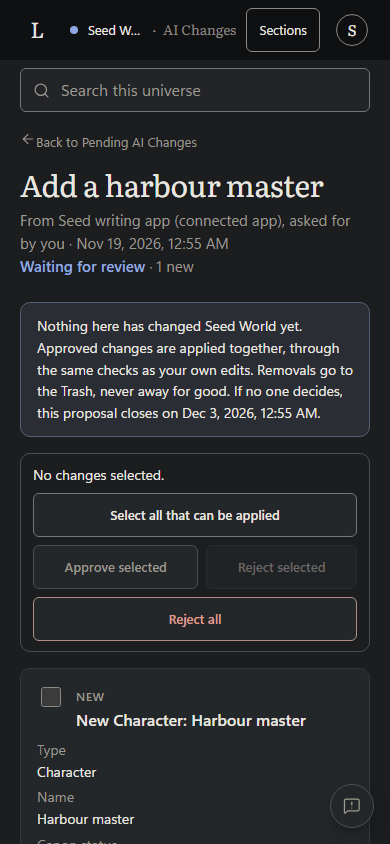 L
Seed W... · AI Changes
Sections
S
Search this universe
Back to Pending AI Changes
Add a harbour master
From Seed writing app (connected app), asked for
by you · Nov 19, 2026, 12:55 AM
Waiting for review · 1 new
Nothing here has changed Seed World yet.
Approved changes are applied together, through
the same checks as your own edits. Removals go to
the Trash, never away for good. If no one decides,
this proposal closes on Dec 3, 2026, 12:55 AM.
No changes selected.
Select all that can be applied
Approve selected
Reject selected
Reject all
NEW
New Character: Harbour master
Type
Character
Name
Harbour master